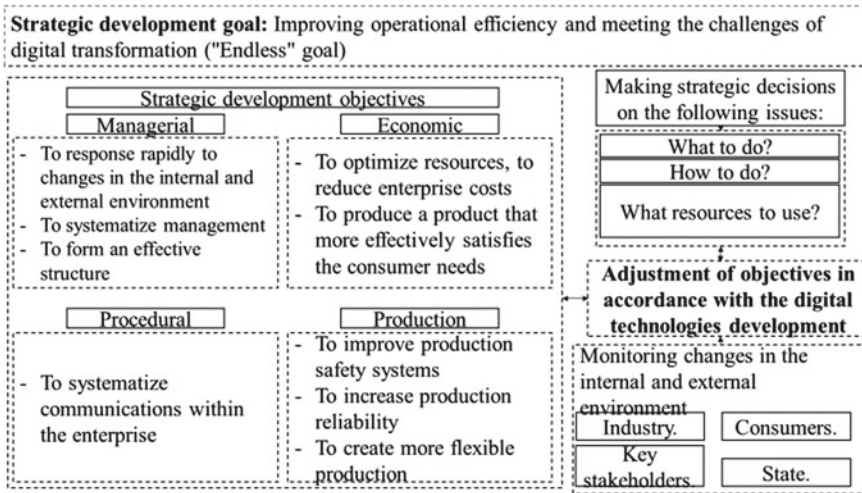 Strategic development goal: Improving operational efficiency and meeting the challenges of
digital transformation ("Endless" goal)
Strategic development objectives
Managerial
- To response rapidly to
changes in the internal and
external environment
- To systematize management
- To form an effective
structure
Economic
- To optimize resources, to
reduce enterprise costs
- To produce a product that
more effectively satisfies
the consumer needs
Procedural
- To systematize
communications within
the enterprise
Production
- To improve production
safety systems
- To increase production
reliability
- To create more flexible
production
Making strategic decisions
on the following issues:
What to do?
How to do?
What resources to use?
Adjustment of objectives in
accordance with the digital
technologies development
Monitoring changes in the
internal and external
environment
Industry.
Consumers.
Key
stakeholders.
State.